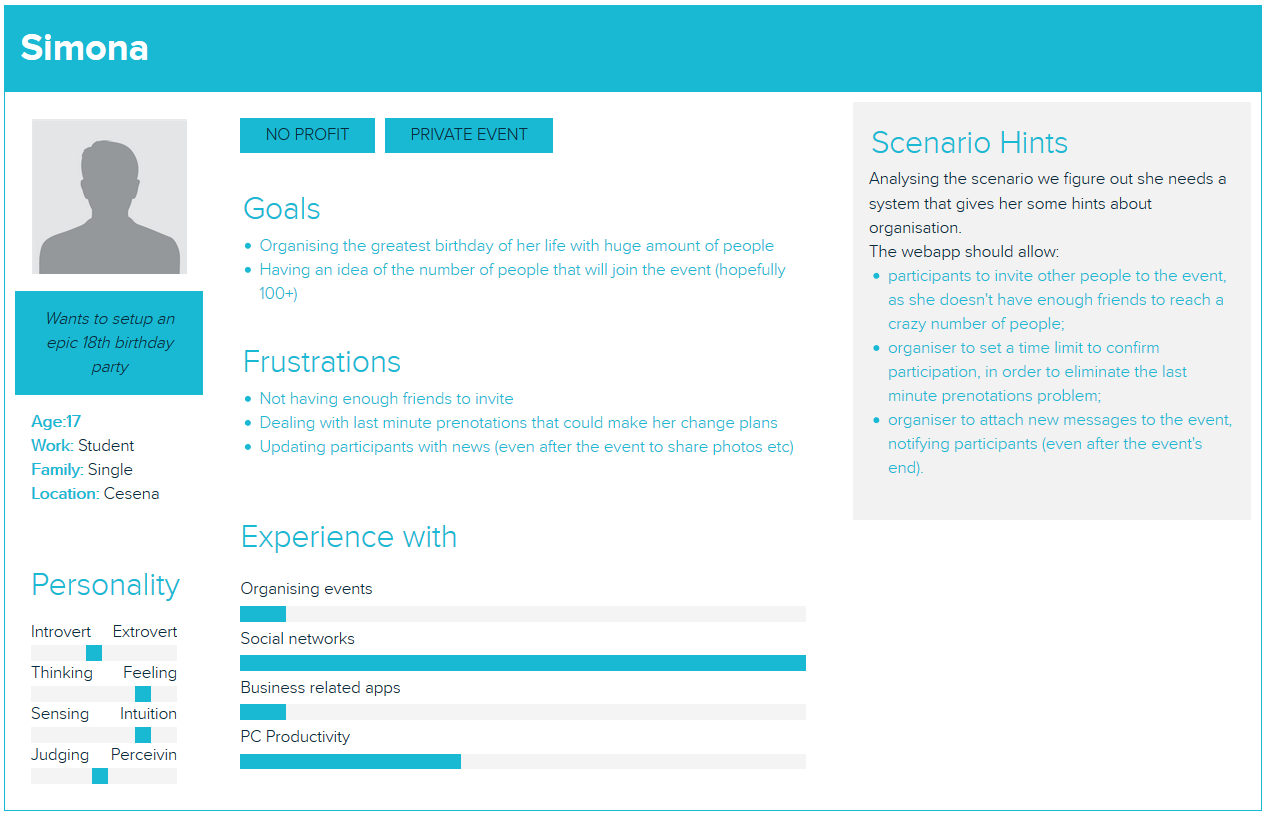 Simona
Wants to setup an
epic 18th birthday
party
Age:17
Work: Student
Family: Single
Location: Cesena
Personality
Introvert Extrovert
Thinking Feeling
Sensing Intuition
Judging Perceivin
NO PROFIT
PRIVATE EVENT
Goals
• Organising the greatest birthday of her life with huge amount of people
• Having an idea of the number of people that will join the event (hopefully
100+)
Frustrations
• Not having enough friends to invite
• Dealing with last minute prenotations that could make her change plans
• Updating participants with news (even after the event to share photos etc)
Experience with
Organising events
Social networks
Business related apps
PC Productivity
Scenario Hints
Analysing the scenario we figure out she needs a
system that gives her some hints about
organisation.
The webapp should allow:
• participants to invite other people to the event,
as she doesn't have enough friends to reach a
crazy number of people;
• organiser to set a time limit to confirm
participation, in order to eliminate the last
minute prenotations problem;
• organiser to attach new messages to the event,
notifying participants (even after the event's
end).